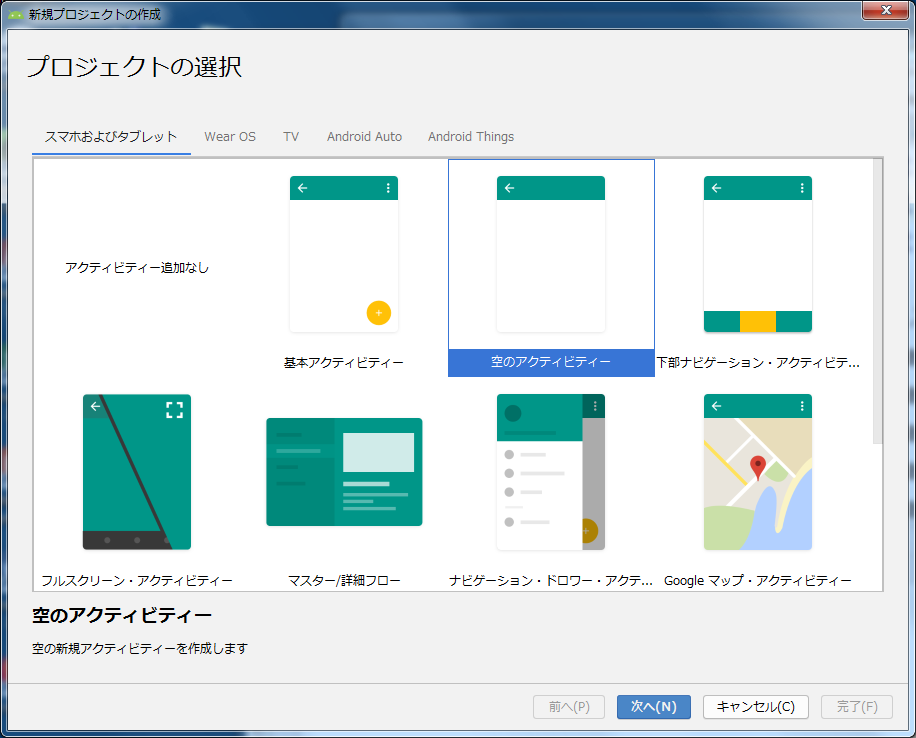 新規プロジェクトの作成
プロジェクトの選択
スマホおよびタブレット Wear OS TV Android Auto Android Things
アクティビティー追加なし
基本アクティビティー
空のアクティビティー
下部ナビゲーション・アクティビテ...
フルスクリーン・アクティビティー
マスター/詳細フロー
ナビゲーション・ドロワー・アクテ...
Google マップ・アクティビティー
空のアクティビティー
空の新規アクティビティーを作成します
前へ(P) 次へ(N) キャンセル(C) 完了(F)